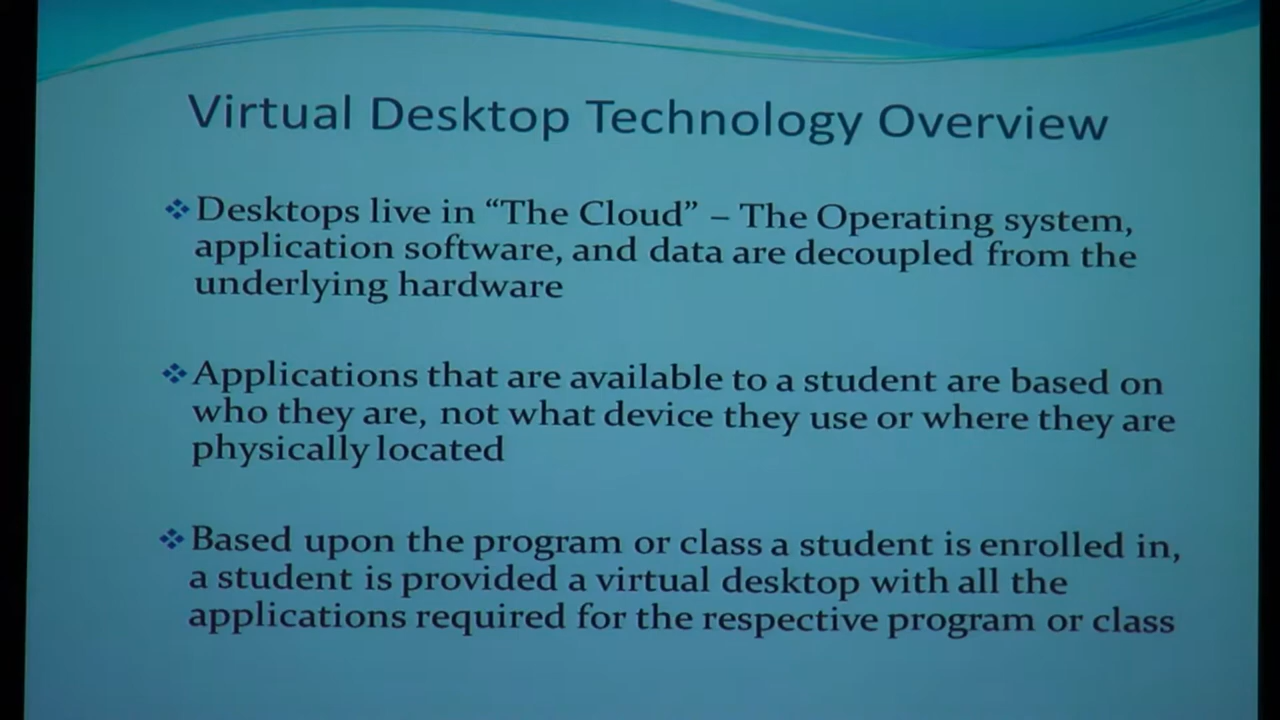 Virtual Desktop Technology Overview
❖ Desktops live in “The Cloud” – The Operating system,
application software, and data are decoupled from the
underlying hardware
❖ Applications that are available to a student are based on
who they are, not what device they use or where they are
physically located
❖ Based upon the program or class a student is enrolled in,
a student is provided a virtual desktop with all the
applications required for the respective program or class